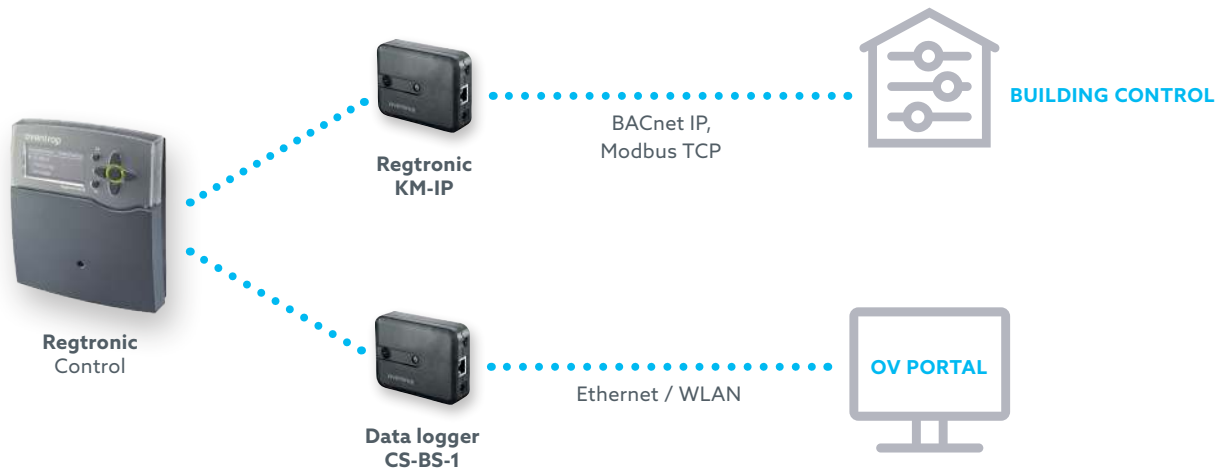 oventrop
Regtronic
Control
Regtronic
KM-IP
BACnet IP,
Modbus TCP
BUILDING CONTROL
Data logger
CS-BS-1
Ethernet / WLAN
OV PORTAL